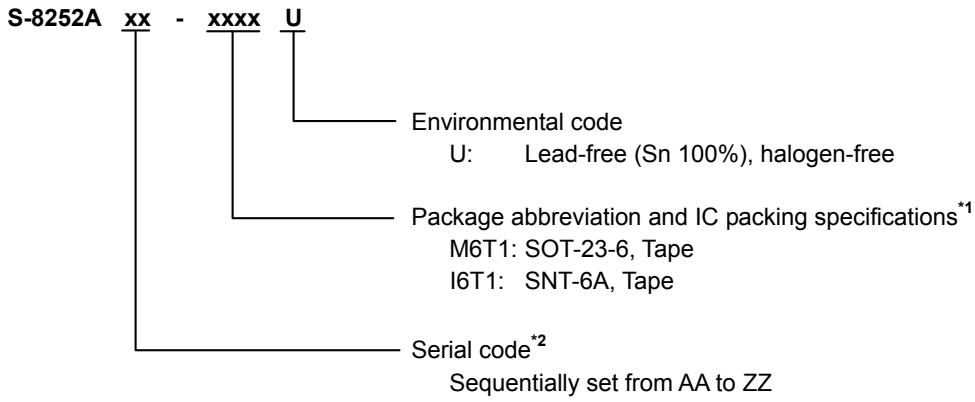 S-8252A xx - xxxx U
Environmental code
U: Lead-free (Sn 100%), halogen-free
Package abbreviation and IC packing specifications*1
M6T1: SOT-23-6, Tape
I6T1: SNT-6A, Tape
Serial code*2
Sequentially set from AA to ZZ